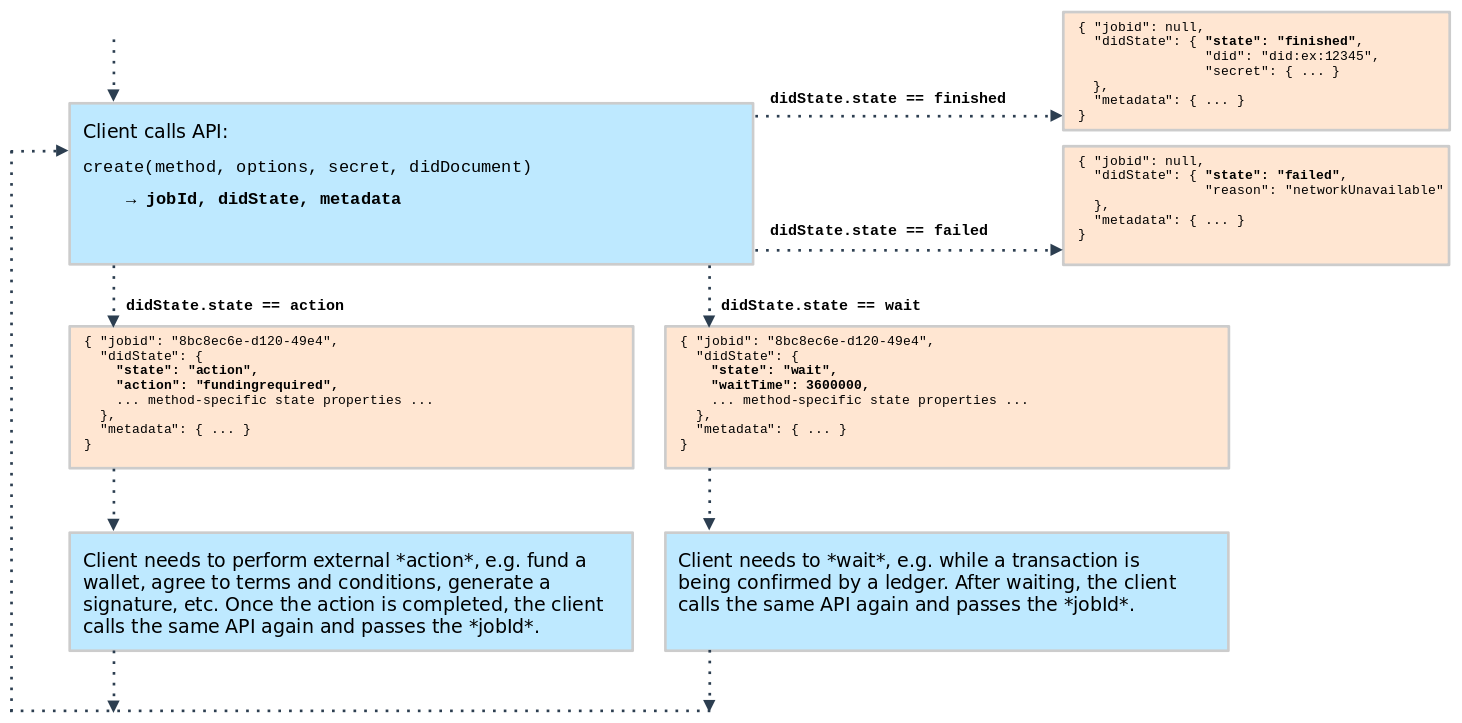 Client calls API:
create(method, options, secret, didDocument)
→ jobId, didState, metadata
didState.state == finished
{ "jobid": null,
"didState": { "state": "finished",
"did": "did:ex:12345",
"secret": { ... }
},
"metadata": { ... }
}
didState.state == failed
{ "jobid": null,
"didState": { "state": "failed",
"reason": "networkUnavailable"
},
"metadata": { ... }
}
didState.state == action
{ "jobid": "8bc8ec6e-d120-49e4",
"didState": {
"state": "action",
"action": "fundingrequired",
... method-specific state properties ...
},
"metadata": { ... }
}
didState.state == wait
{ "jobid": "8bc8ec6e-d120-49e4",
"didState": {
"state": "wait",
"waitTime": 3600000,
... method-specific state properties ...
},
"metadata": { ... }
}
Client needs to perform external *action*, e.g. fund a
wallet, agree to terms and conditions, generate a
signature, etc. Once the action is completed, the client
calls the same API again and passes the *jobId*.
Client needs to *wait*, e.g. while a transaction is
being confirmed by a ledger. After waiting, the client
calls the same API again and passes the *jobId*.